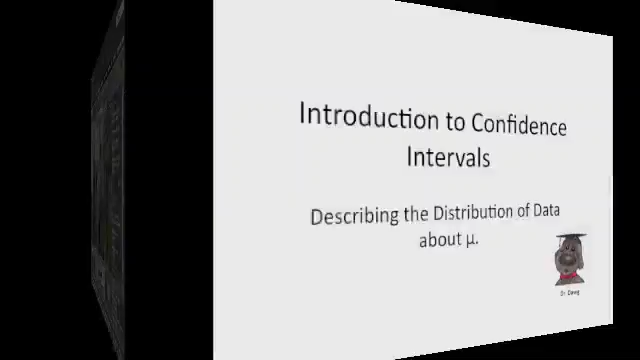 Introduction to Confidence
Intervals
Describing the Distribution of Data
about μ.
Dr. Dawg